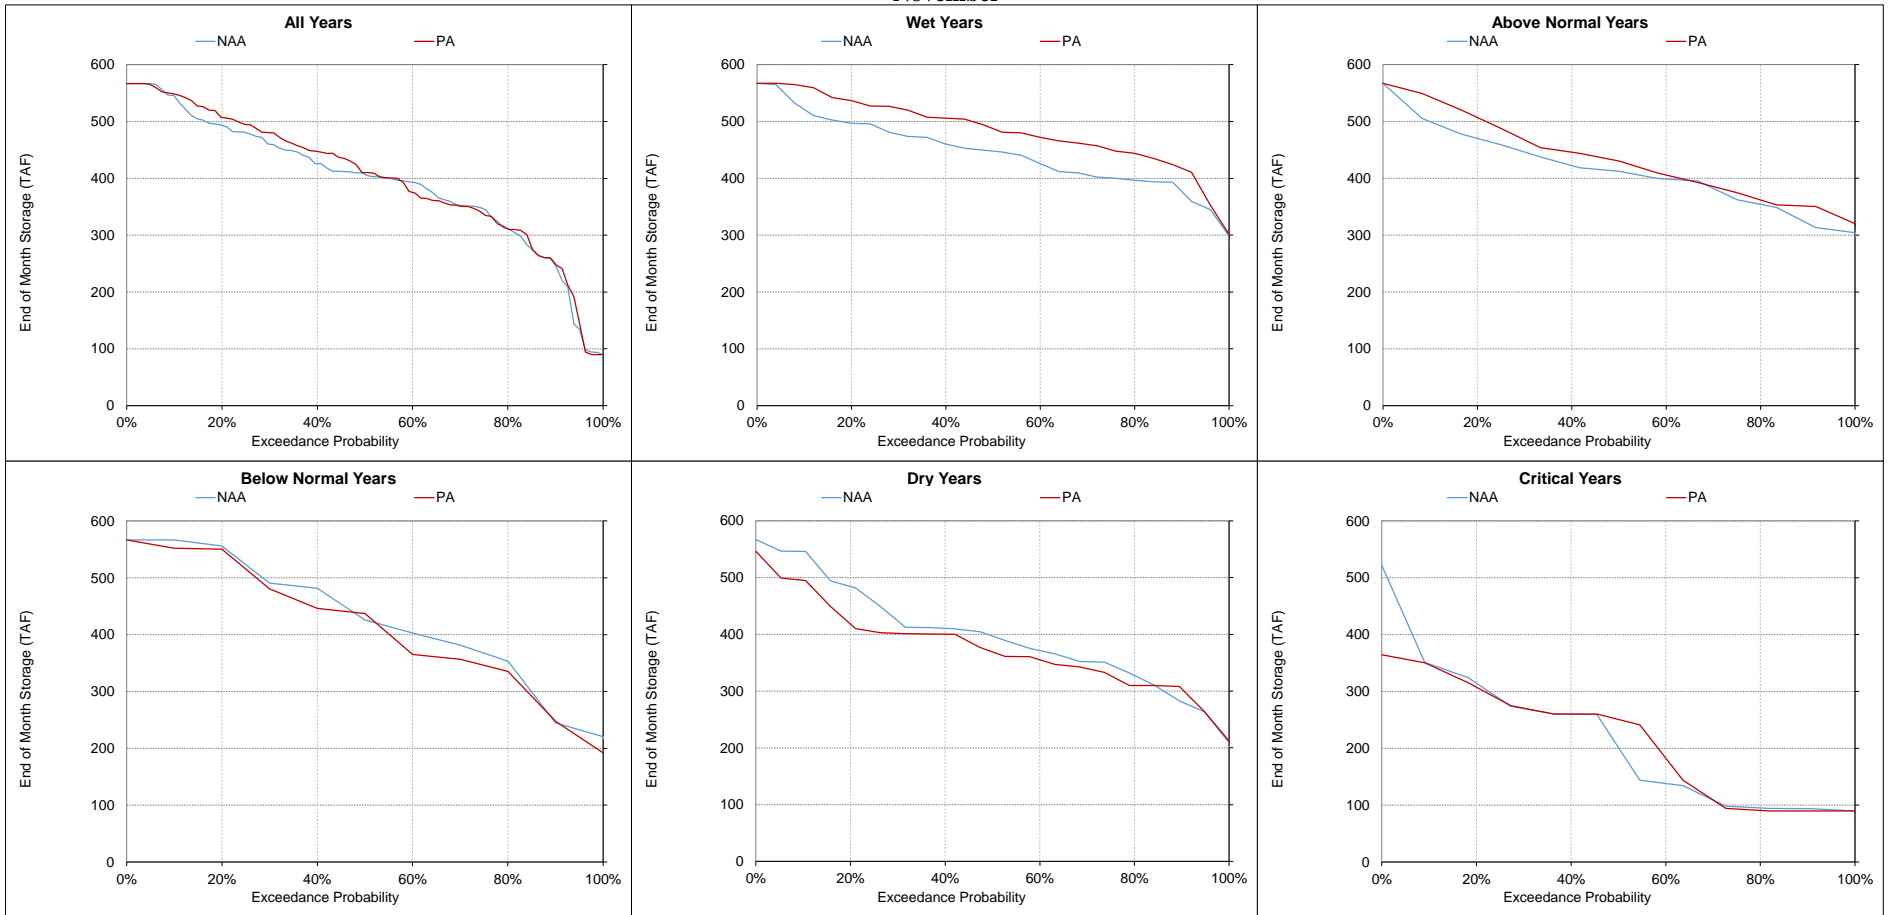 All Years
NAA PA
600
500
400
300
200
100
0
0% 20% 40% 60% 80% 100%
End of Month Storage (TAF)
Exceedance Probability
Wet Years
NAA PA
600
500
400
300
200
100
0
0% 20% 40% 60% 80% 100%
End of Month Storage (TAF)
Exceedance Probability
Above Normal Years
NAA PA
600
500
400
300
200
100
0
0% 20% 40% 60% 80% 100%
End of Month Storage (TAF)
Exceedance Probability
Below Normal Years
NAA PA
600
500
400
300
200
100
0
0% 20% 40% 60% 80% 100%
End of Month Storage (TAF)
Exceedance Probability
Dry Years
NAA PA
600
500
400
300
200
100
0
0% 20% 40% 60% 80% 100%
End of Month Storage (TAF)
Exceedance Probability
Critical Years
NAA PA
600
500
400
300
200
100
0
0% 20% 40% 60% 80% 100%
End of Month Storage (TAF)
Exceedance Probability